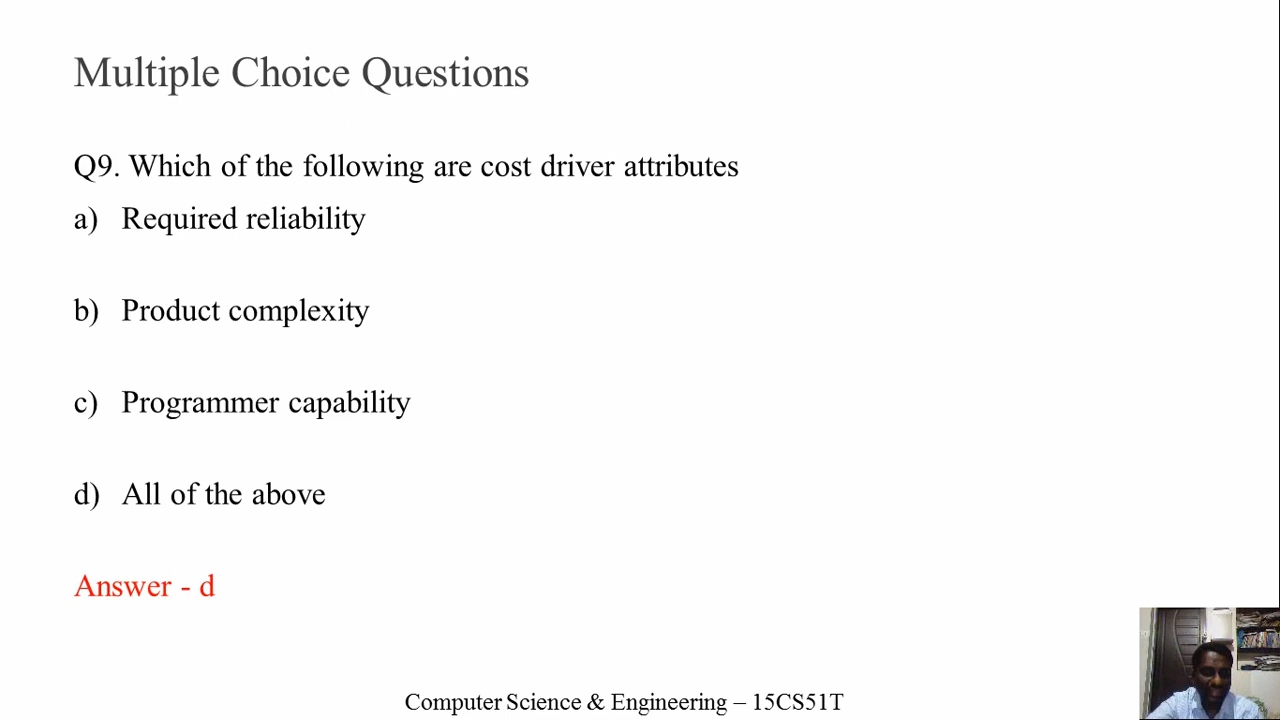 Multiple Choice Questions
Q9. Which of the following are cost driver attributes
a) Required reliability
b) Product complexity
c) Programmer capability
d) All of the above
Answer - d
Computer Science & Engineering – 15CS51T